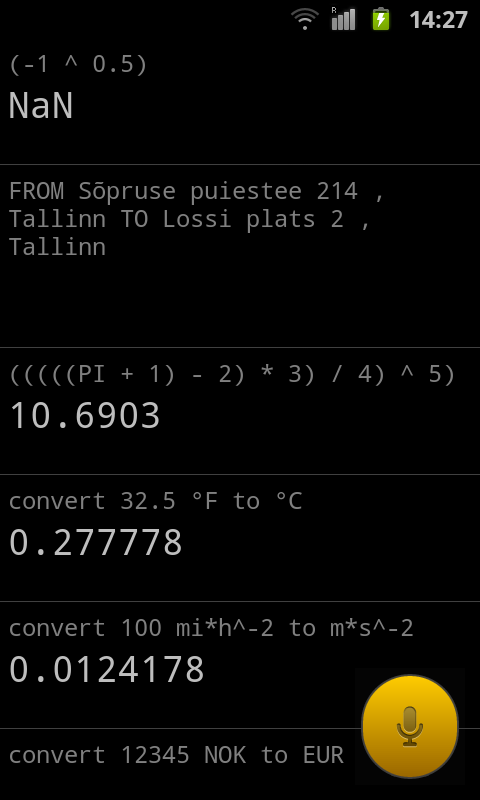 R
14:27
(-1 ^ 0.5)
NaN
FROM Sõpruse puiestee 214 ,
Tallinn TO Lossi plats 2 ,
Tallinn
(((((PI + 1) - 2) * 3) / 4) ^ 5)
10.6903
convert 32.5 °F to °C
0.277778
convert 100 mi*h^-2 to m*s^-2
0.0124178
convert 12345 NOK to EUR